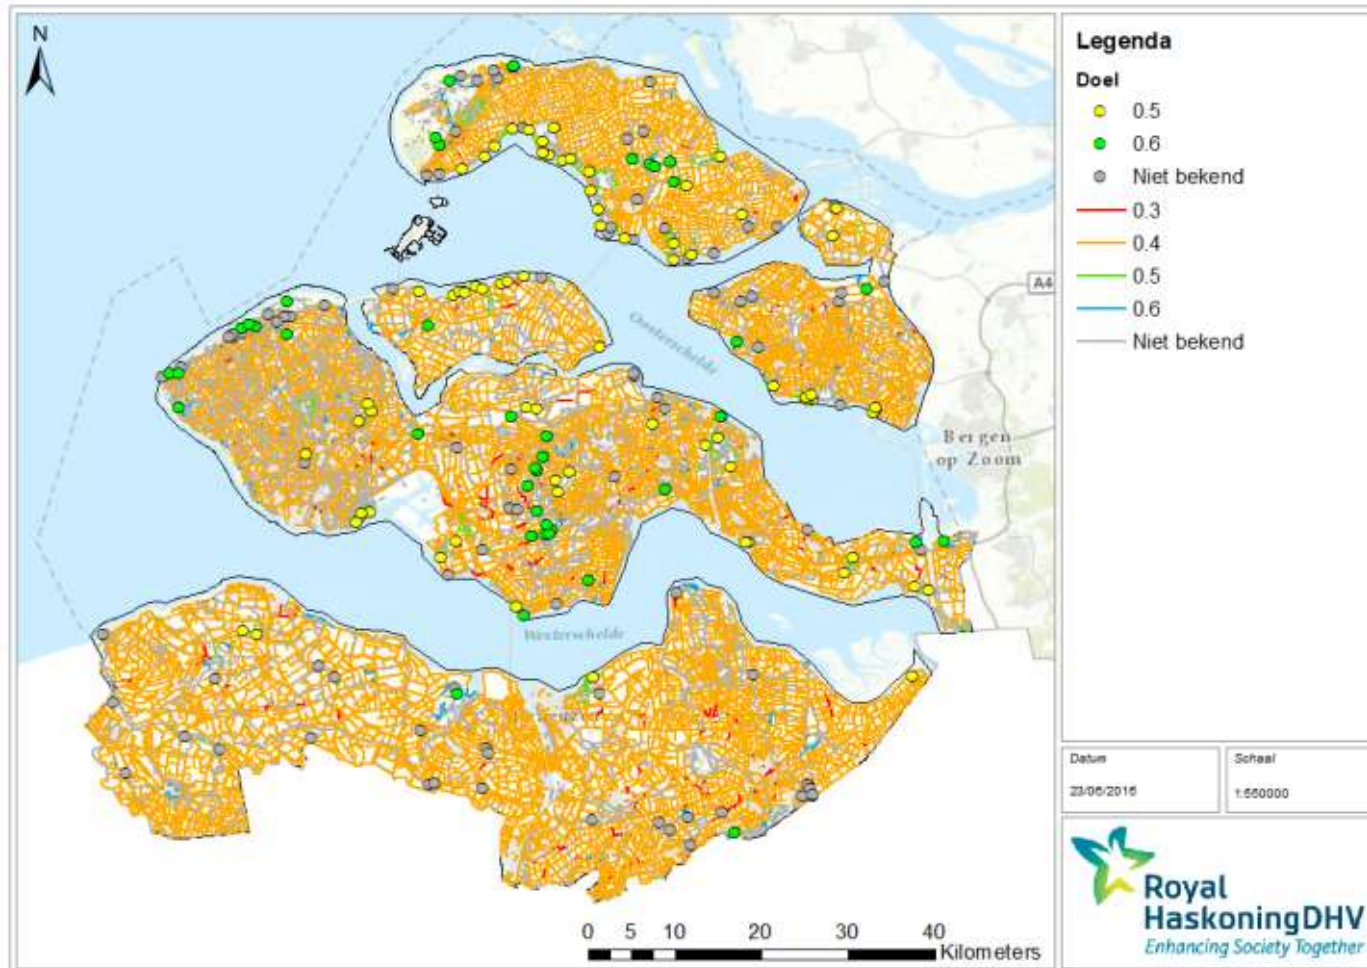 N
Oosterschelde
Bergen
op Zoom
A4
Westerschelde
0 5 10 20 30 40
Kilometers
Legenda
Doel
0.5
0.6
Niet bekend
0.3
0.4
0.5
0.6
Niet bekend
Datum
23/06/2016
Schaal
1:550000
Royal
HaskoningDHV
Enhancing Society Together